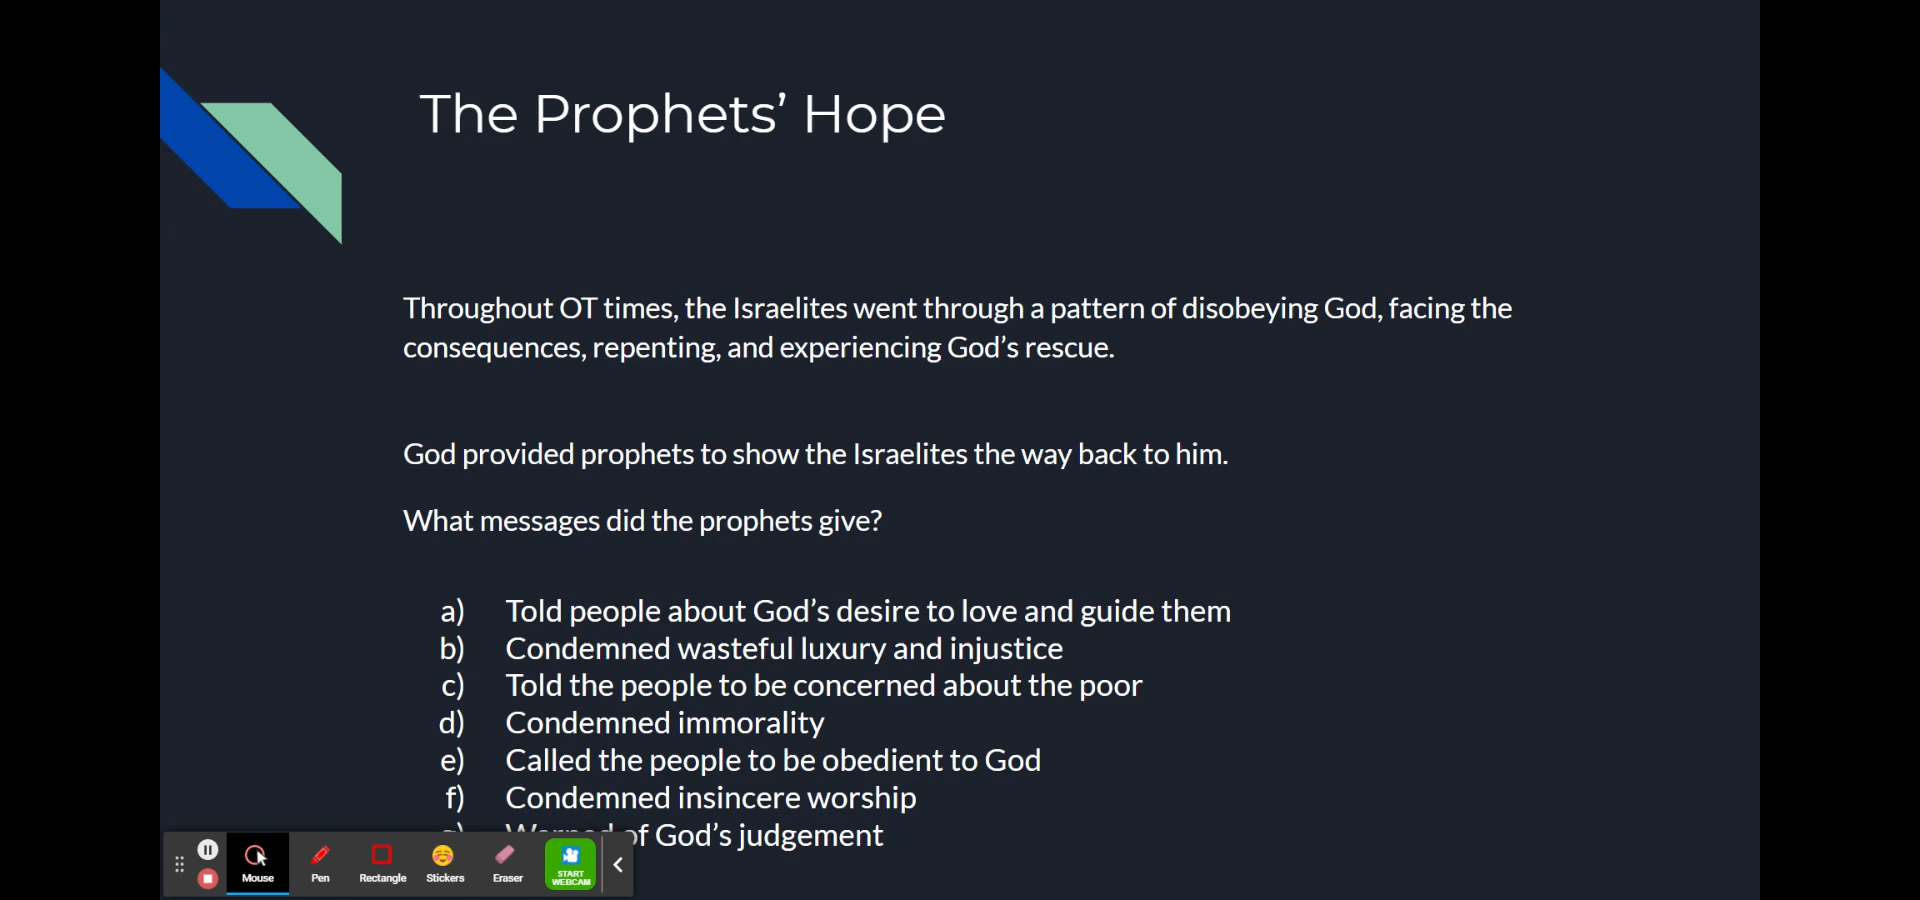 The Prophets’ Hope
Throughout OT times, the Israelites went through a pattern of disobeying God, facing the
consequences, repenting, and experiencing God’s rescue.
God provided prophets to show the Israelites the way back to him.
What messages did the prophets give?
a) Told people about God’s desire to love and guide them
b) Condemned wasteful luxury and injustice
c) Told the people to be concerned about the poor
d) Condemned immorality
e) Called the people to be obedient to God
f) Condemned insincere worship
g) Warned of God’s judgement
Mouse
Pen
Rectangle
Stickers
Eraser
START
WEBCAM